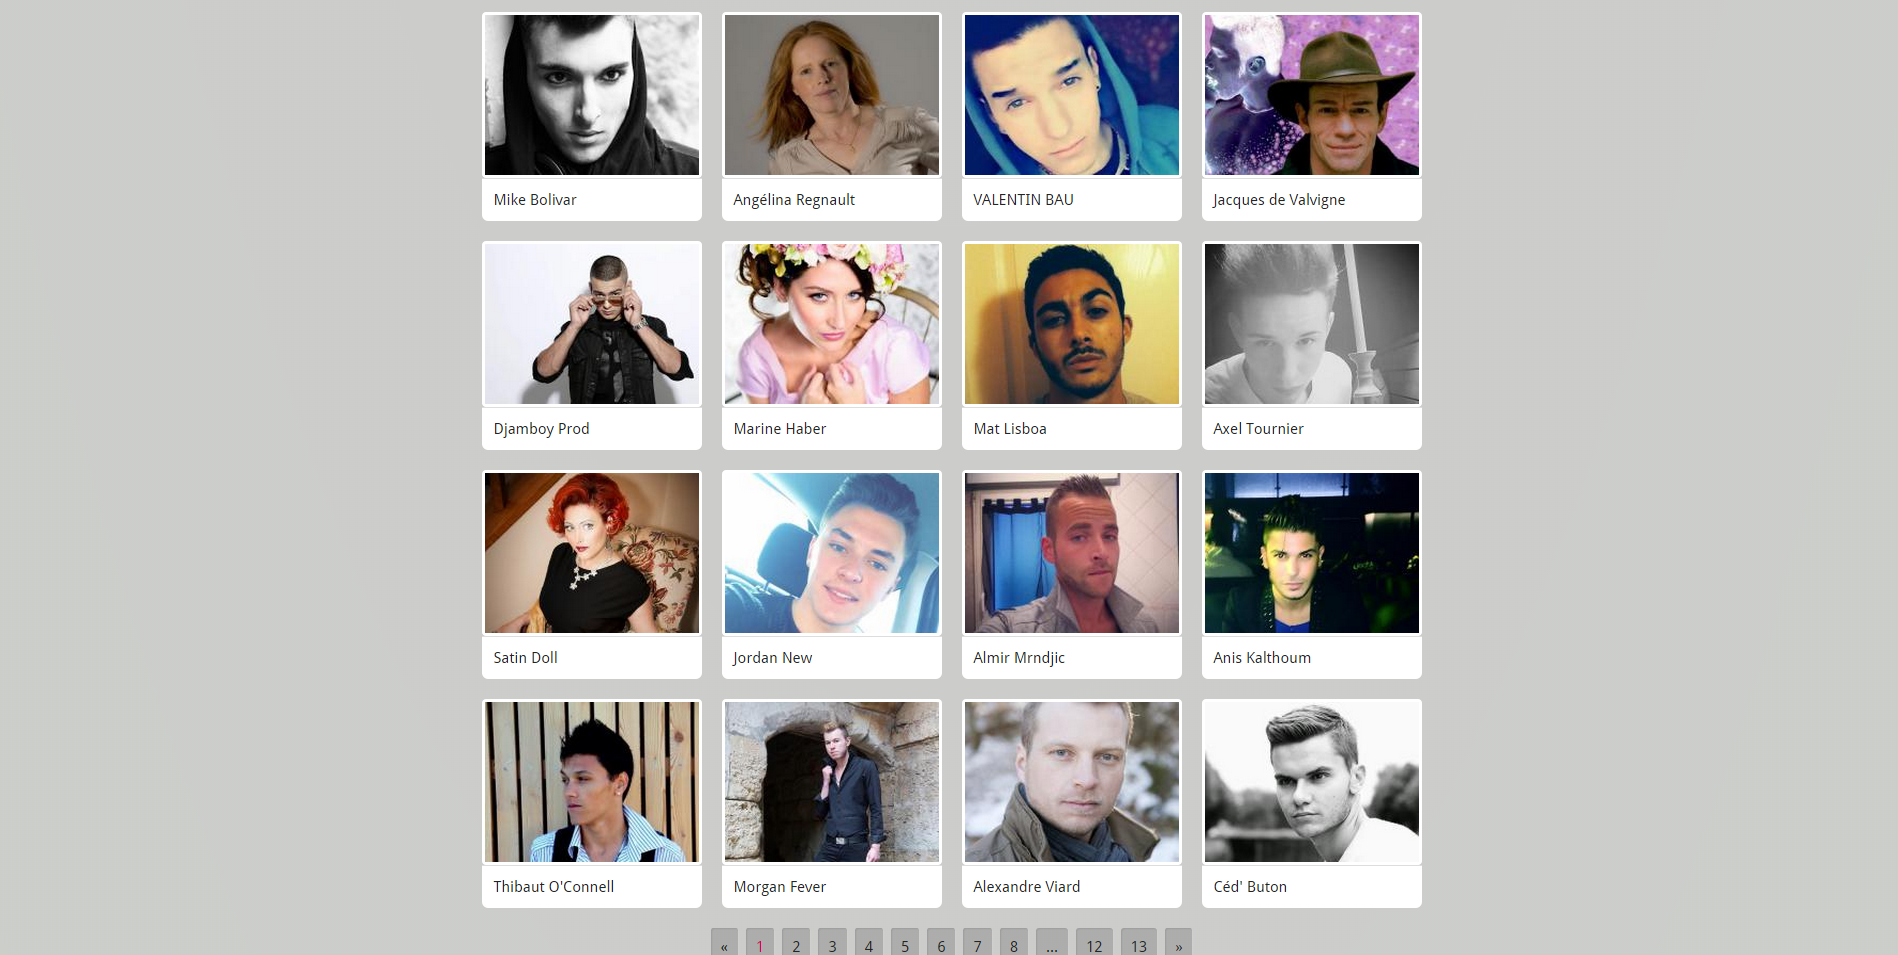 Mike Bolivar
Angélina Regnault
VALENTIN BAU
Jacques de Valvigne
Djamboy Prod
Marine Haber
Mat Lisboa
Axel Tournier
Satin Doll
Jordan New
Almir Mrndjic
Anis Kalthoum
Thibaut O'Connell
Morgan Fever
Alexandre Viard
Céd' Buton
« 1 2 3 4 5 6 7 8 ... 12 13 »